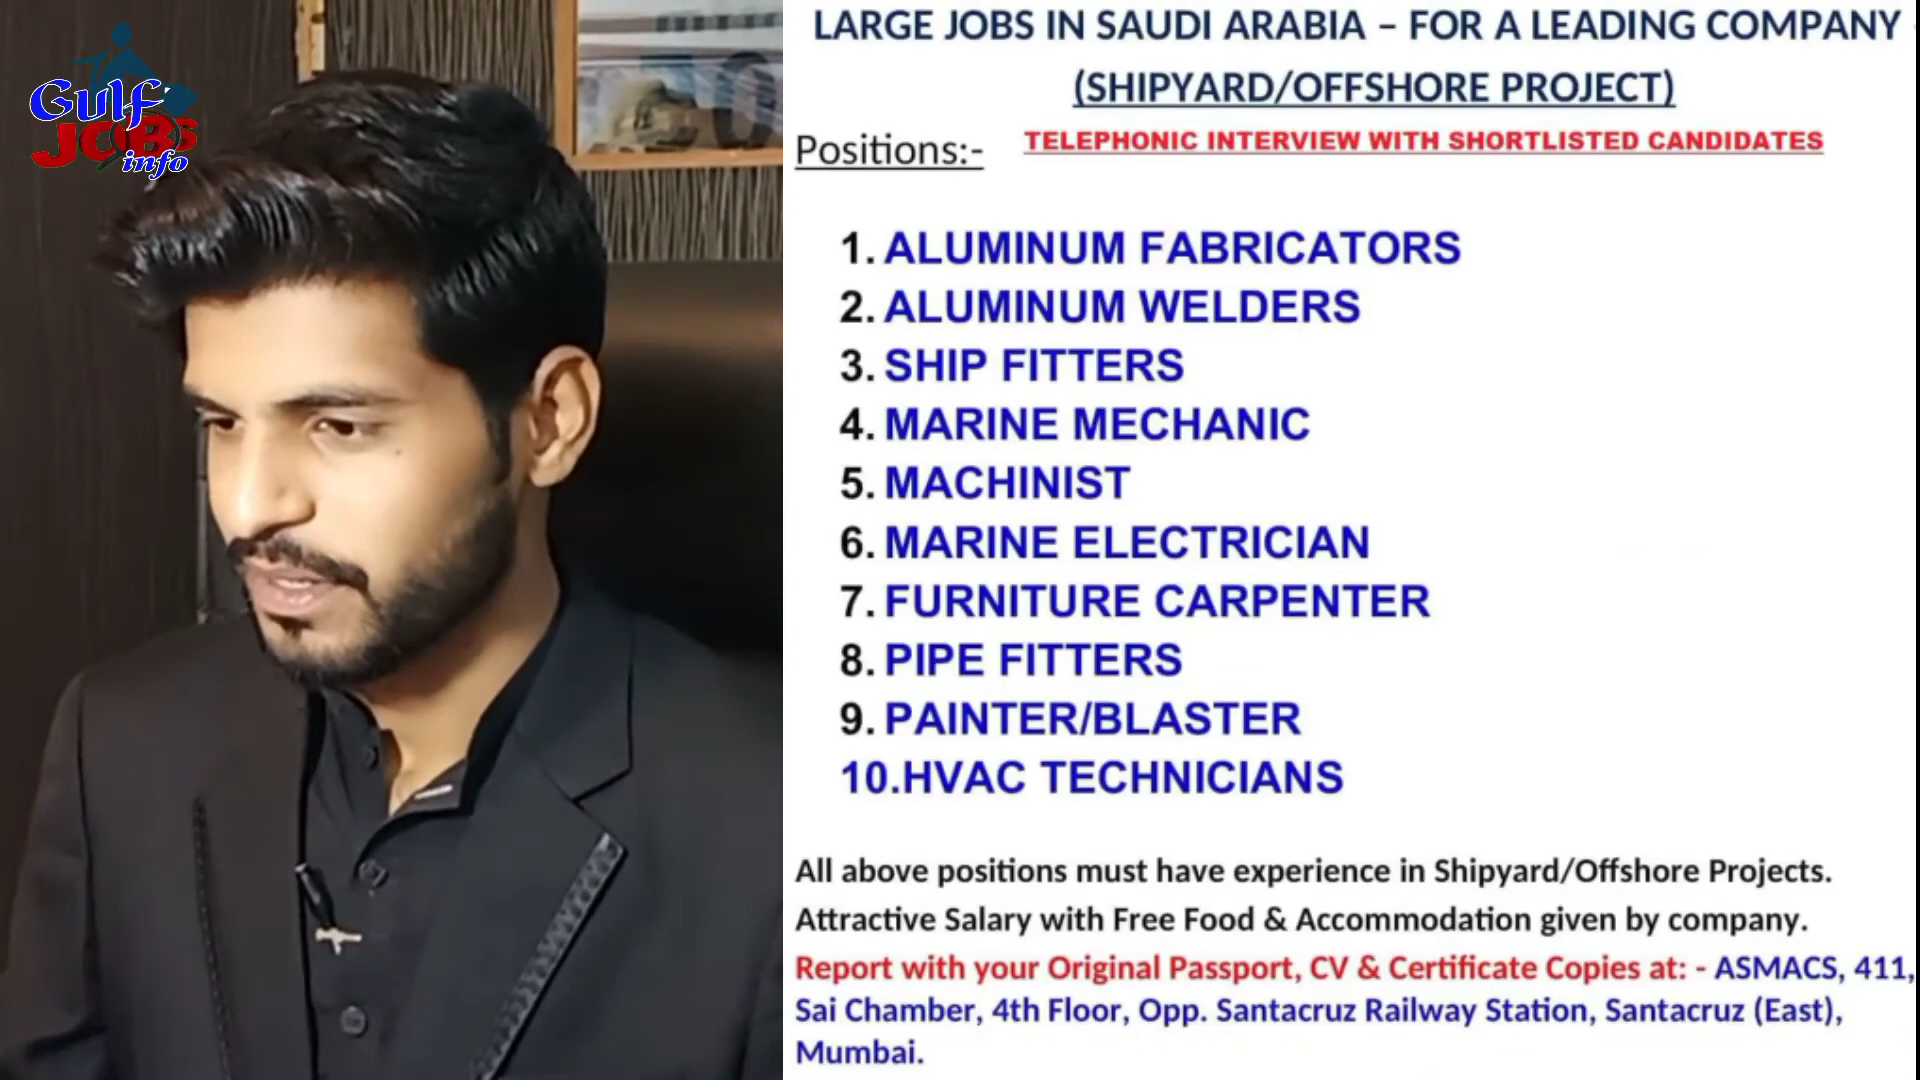 Gulf
JOBS
info
LARGE JOBS IN SAUDI ARABIA – FOR A LEADING COMPANY
(SHIPYARD/OFFSHORE PROJECT)
Positions:- TELEPHONIC INTERVIEW WITH SHORTLISTED CANDIDATES
1. ALUMINUM FABRICATORS
2. ALUMINUM WELDERS
3. SHIP FITTERS
4. MARINE MECHANIC
5. MACHINIST
6. MARINE ELECTRICIAN
7. FURNITURE CARPENTER
8. PIPE FITTERS
9. PAINTER/BLASTER
10.HVAC TECHNICIANS
All above positions must have experience in Shipyard/Offshore Projects.
Attractive Salary with Free Food & Accommodation given by company.
Report with your Original Passport, CV & Certificate Copies at: - ASMACS, 411,
Sai Chamber, 4th Floor, Opp. Santacruz Railway Station, Santacruz (East),
Mumbai.